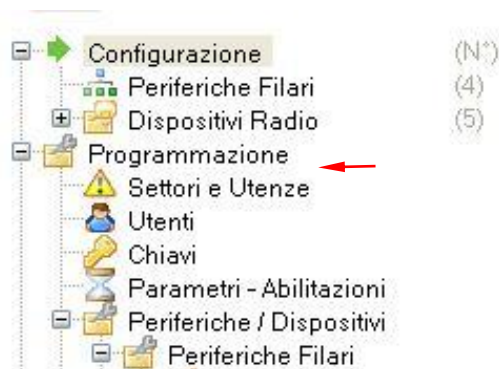 Configurazione (N°)
Periferiche Filari (4)
Dispositivi Radio (5)
Programmazione
Settori e Utenze
Utenti
Chiavi
Parametri - Abilitazioni
Periferiche / Dispositivi
Periferiche Filari